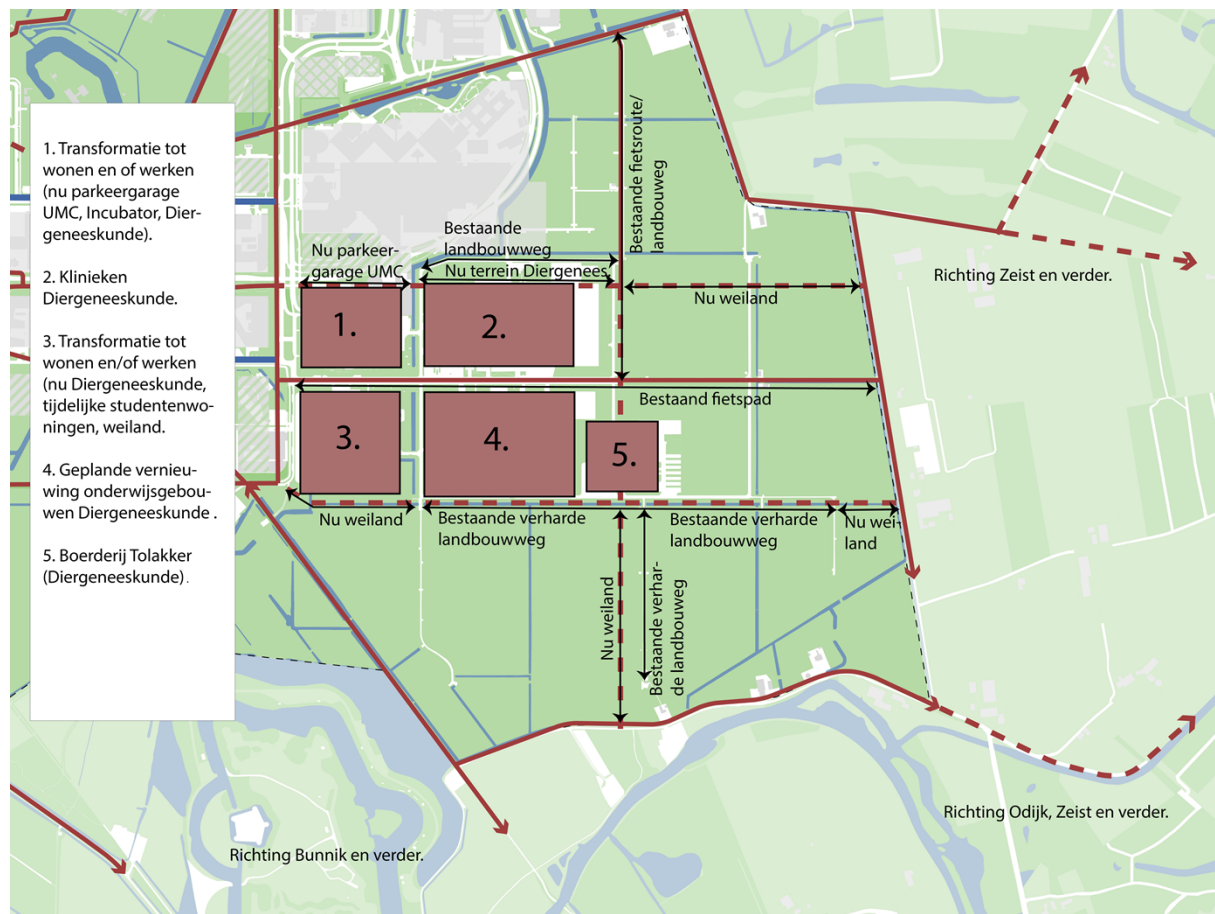 1. Transformatie tot
wonen en of werken
(nu parkeergarage
UMC, Incubator, Dier-
geneeskunde).
2. Klinieken
Diergeneeskunde.
3. Transformatie tot
wonen en/of werken
(nu Diergeneeskunde,
tijdelijke studentenwo-
ningen, weiland.
4. Geplande vernieu-
wing onderwijsgebou-
wen Diergeneeskunde .
5. Boerderij Tolakker
(Diergeneeskunde) .
Bestaande fietsroute/
landbouweg
Bestaande
landbouwweg
Nu parkeer-
garage UMC
Nu terrein Diergenees
Richting Zeist en verder.
Nu weiland
1.
2.
Bestaand fietspad
3.
4.
5.
Nu weiland
Bestaande verharde
landbouwweg
Bestaande verharde
landbouwweg
Nu wei-
land
Nu weiland
Bestaande verhar-
de landbouweg
Richting Odijk, Zeist en verder.
Richting Bunnik en verder.